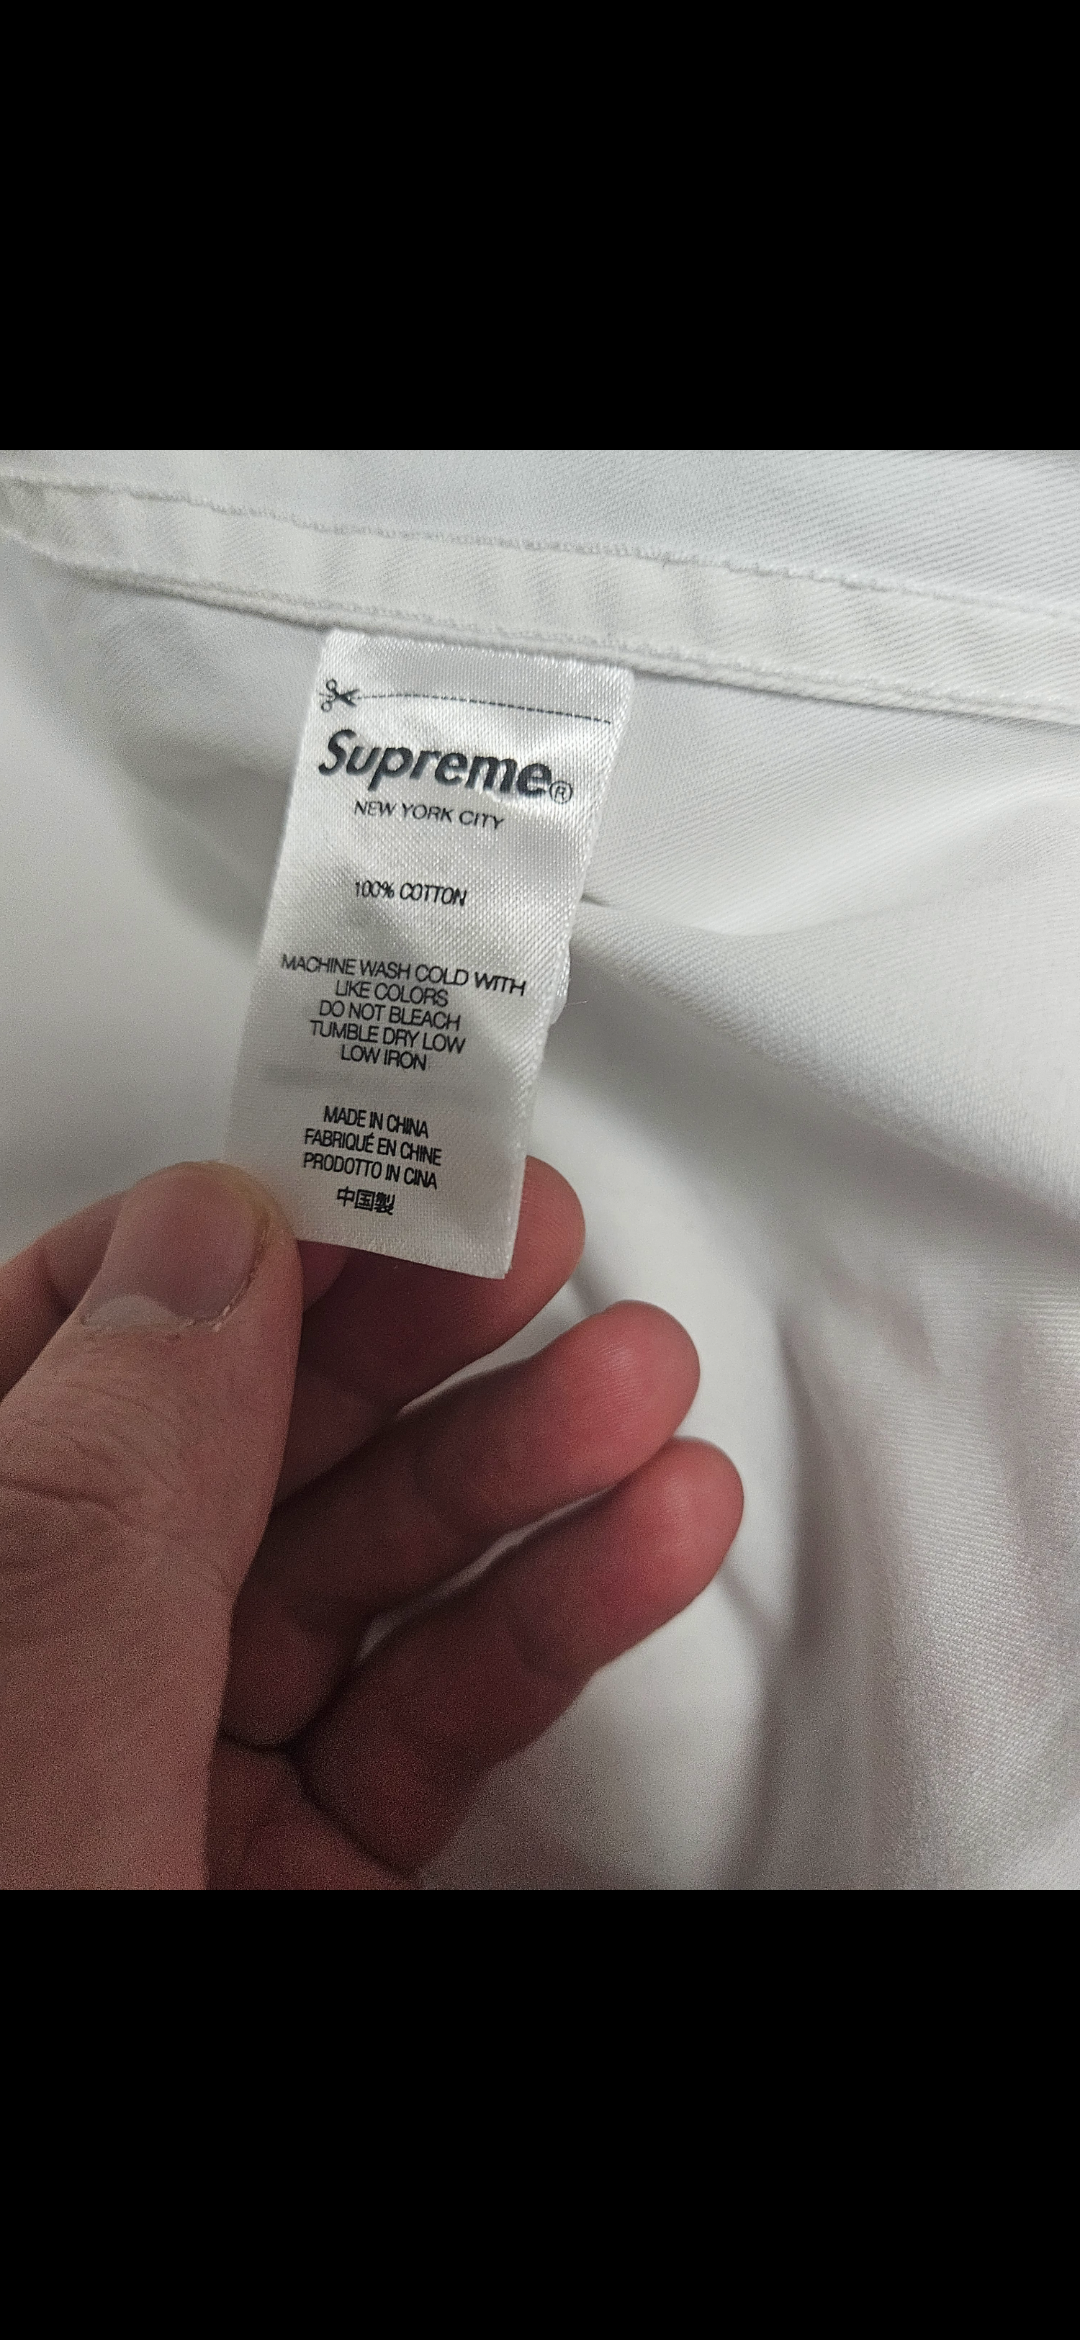 Supreme®
NEW YORK CITY
100% COTTON
MACHINE WASH COLD WITH
LIKE COLORS
DO NOT BLEACH
TUMBLE DRY LOW
LOW IRON
MADE IN CHINA
FABRIQUÉ EN CHINE
PRODOTTO IN CINA
中国製